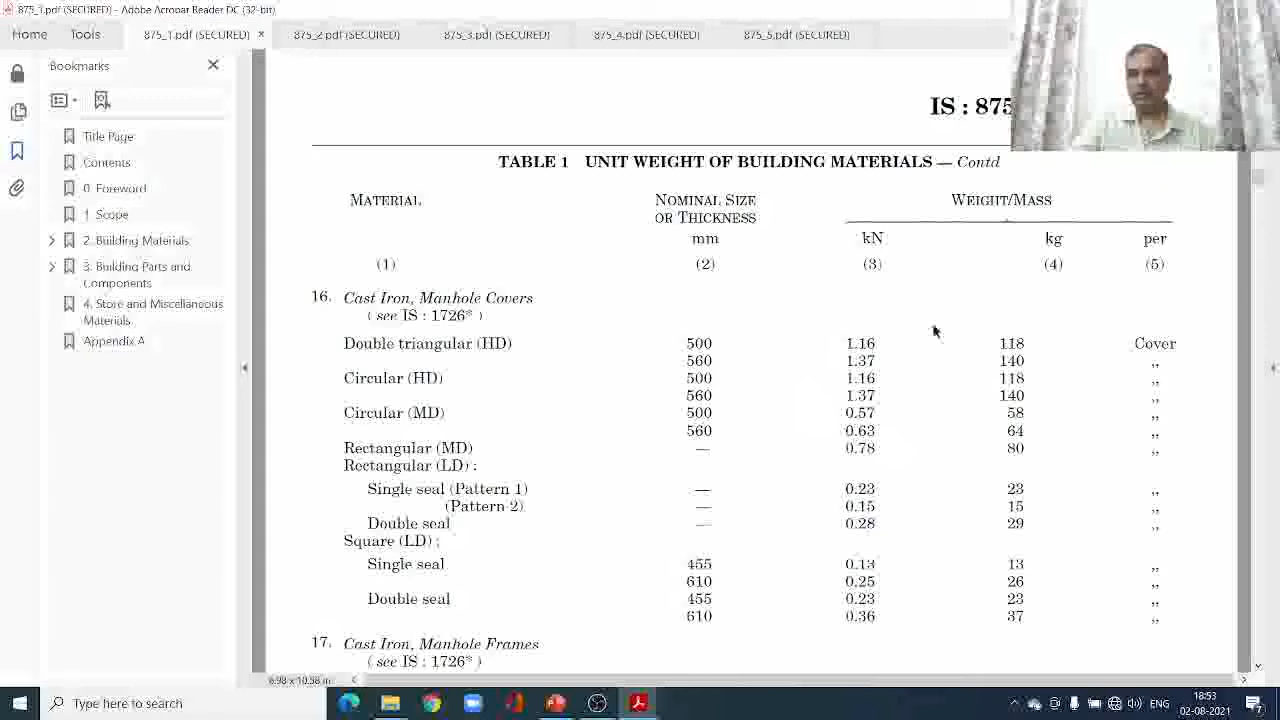 875_1.pdf (SECURED) - Adobe Acrobat Reader DC (32-bit)
Home Tools 875_1.pdf (SECURED) × 875_2.pdf (SECURED) 875_3.pdf (SECURED) 875_4.pdf (SECURED) 875_5.pdf (SECURED)
Bookmarks
Title Page
Contents
0. Foreword
1. Scope
2. Building Materials
3. Building Parts and
Components
4. Store and Miscellaneous
Materials
Appendix A
IS : 875
TABLE 1 UNIT WEIGHT OF BUILDING MATERIALS — Contd
MATERIAL NOMINAL SIZE WEIGHT/MASS
OR THICKNESS
mm kN kg per
(1) (2) (3) (4) (5)
16. Cast Iron, Manhole Covers
( see IS : 1726* )
Double triangular (HD) 500 1.16 118 Cover
560 1.37 140 ,,
Circular (HD) 500 1.16 118 ,,
560 1.37 140 ,,
Circular (MD) 500 0.57 58 ,,
560 0.63 64 ,,
Rectangular (MD) — 0.78 80 ,,
Rectangular (LD) :
Single seal (Pattern 1) — 0.23 23 ,,
(Pattern 2) — 0.15 15 ,,
Double seal — 0.28 29 ,,
Square (LD) :
Single seal 455 0.13 13 ,,
610 0.25 26 ,,
Double seal 455 0.23 23 ,,
610 0.36 37 ,,
17. Cast Iron, Manhole Frames
( see IS : 1726* )
6.98 x 10.58 in
Type here to search
ENG
18:53
02-08-2021